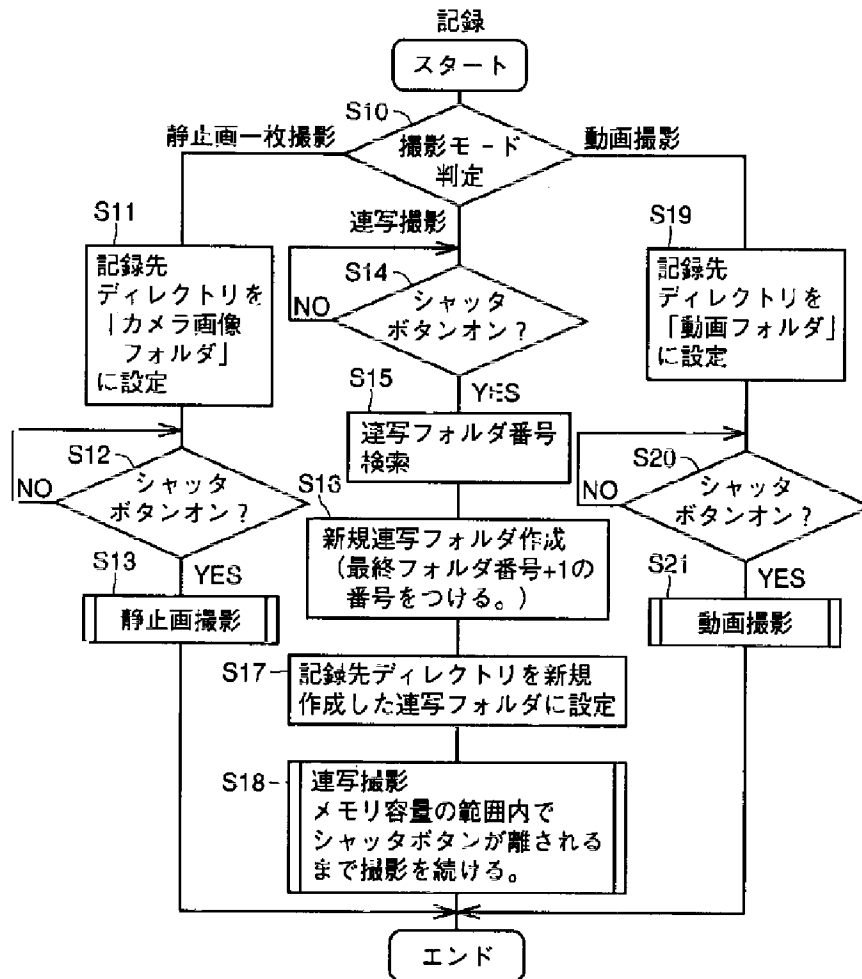 記録
スタート
S10
静止画一枚撮影
撮影モード
判定
動画撮影
S11
記録先
ディレクトリを
「カメラ画像
フォルダ」
に設定
連写撮影
S14
シャッタ
ボタンオン?
NO
YES
S19
記録先
ディレクトリを
「動画フォルダ」
に設定
S15
連写フォルダ番号
検索
S12
シャッタ
ボタンオン?
NO
YES
S16
新規連写フォルダ作成
(最終フォルダ番号+1の
番号をつける。)
S20
シャッタ
ボタンオン?
NO
YES
S13
静止画撮影
S21
動画撮影
S17
記録先ディレクトリを新規
作成した連写フォルダに設定
S18
連写撮影
メモリ容量の範囲内で
シャッタボタンが離される
まで撮影を続ける。
エンド